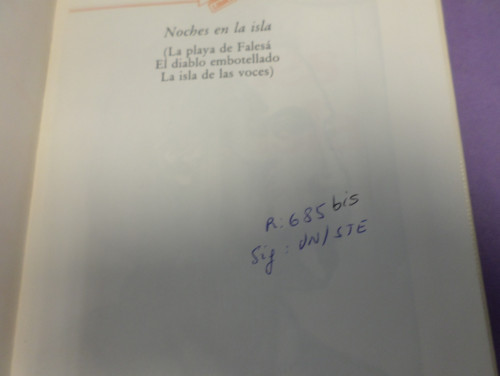 Noches en la isla
(La playa de Falesá
El diablo embotellado
La isla de las voces)
R: 685 bis
Sig: JN/STE